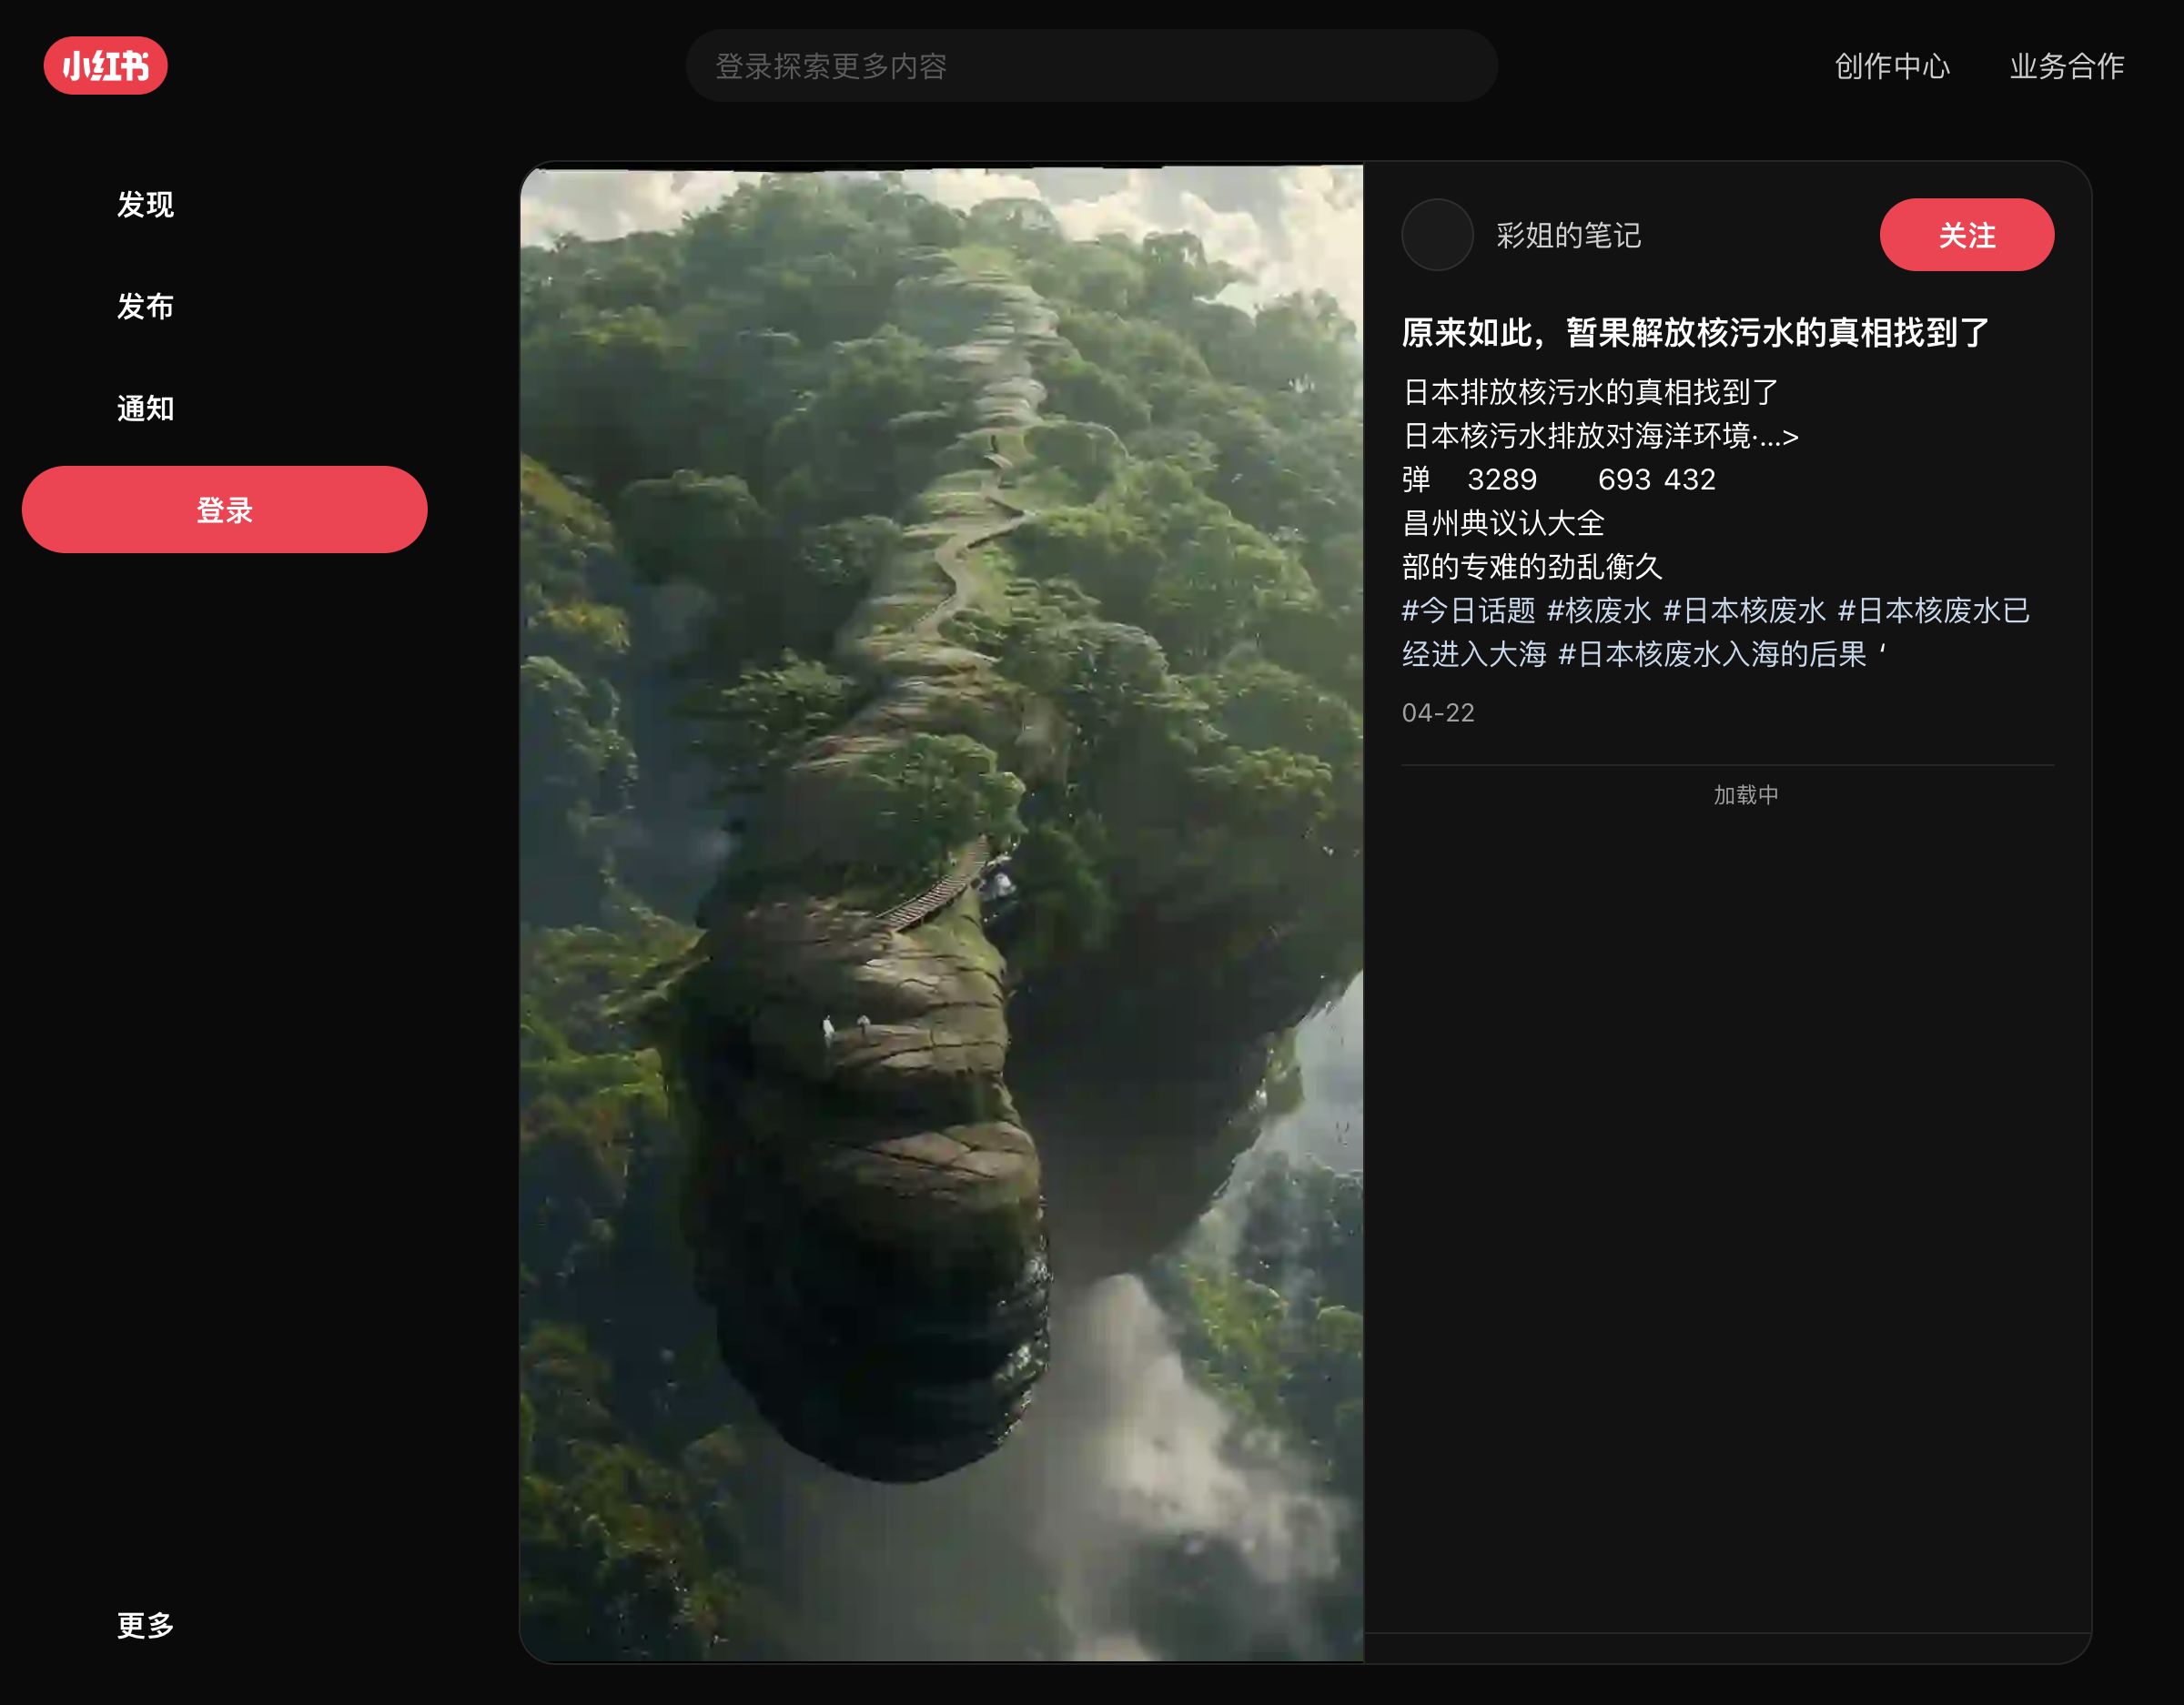 小红书
登录探索更多内容
创作中心
业务合作
发现
发布
通知
登录
更多
彩姐的笔记
关注
原来如此，暂果解放核污水的真相找到了
日本排放核污水的真相找到了
日本核污水排放对海洋环境·...>
弹 3289 693 432
昌州典议认大全
部的专难的劲乱衡久
#今日话题 #核废水 #日本核废水 #日本核废水已
经进入大海 #日本核废水入海的后果 ‘
04-22
加载中